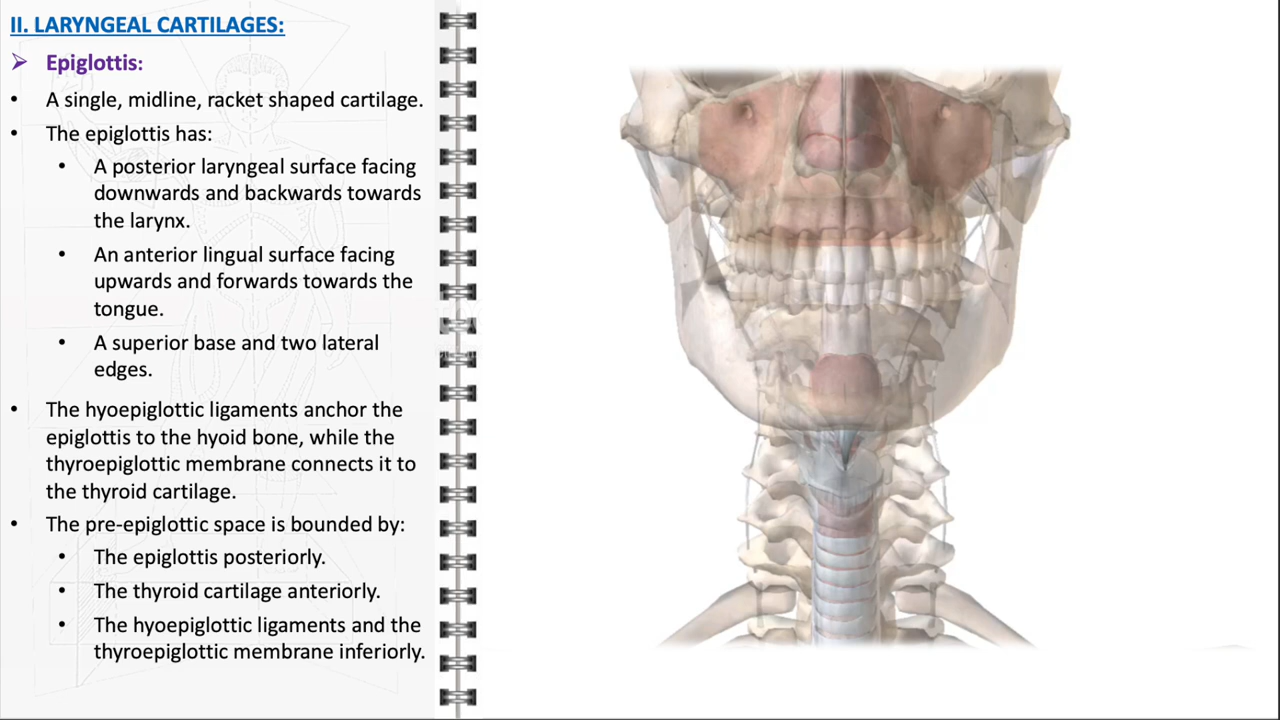 II. LARYNGEAL CARTILAGES:
➤ Epiglottis:
• A single, midline, racket shaped cartilage.
• The epiglottis has:
• A posterior laryngeal surface facing
downwards and backwards towards
the larynx.
• An anterior lingual surface facing
upwards and forwards towards the
tongue.
• A superior base and two lateral
edges.
• The hyoepiglottic ligaments anchor the
epiglottis to the hyoid bone, while the
thyroepiglottic membrane connects it to
the thyroid cartilage.
• The pre-epiglottic space is bounded by:
• The epiglottis posteriorly.
• The thyroid cartilage anteriorly.
• The hyoepiglottic ligaments and the
thyroepiglottic membrane inferiorly.